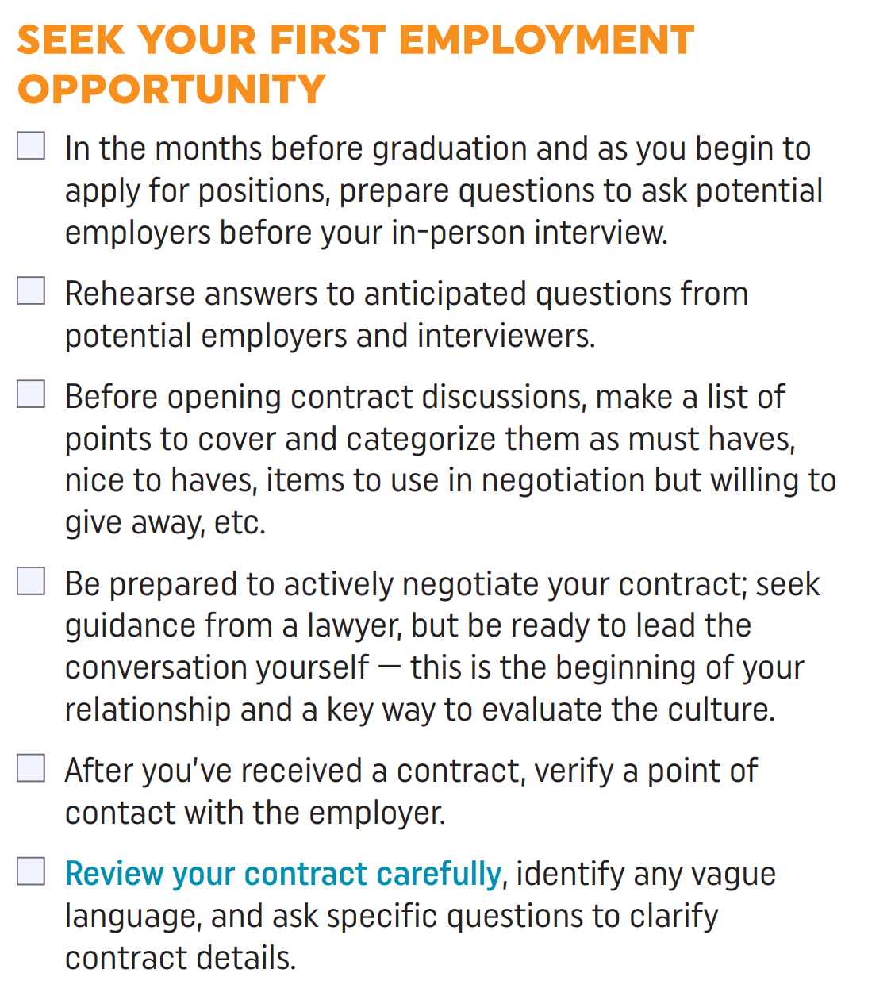 SEEK YOUR FIRST EMPLOYMENT
OPPORTUNITY
In the months before graduation and as you begin to
apply for positions, prepare questions to ask potential
employers before your in-person interview.
Rehearse answers to anticipated questions from
potential employers and interviewers.
Before opening contract discussions, make a list of
points to cover and categorize them as must haves,
nice to haves, items to use in negotiation but willing to
give away, etc.
Be prepared to actively negotiate your contract; seek
guidance from a lawyer, but be ready to lead the
conversation yourself — this is the beginning of your
relationship and a key way to evaluate the culture.
After you’ve received a contract, verify a point of
contact with the employer.
Review your contract carefully, identify any vague
language, and ask specific questions to clarify
contract details.